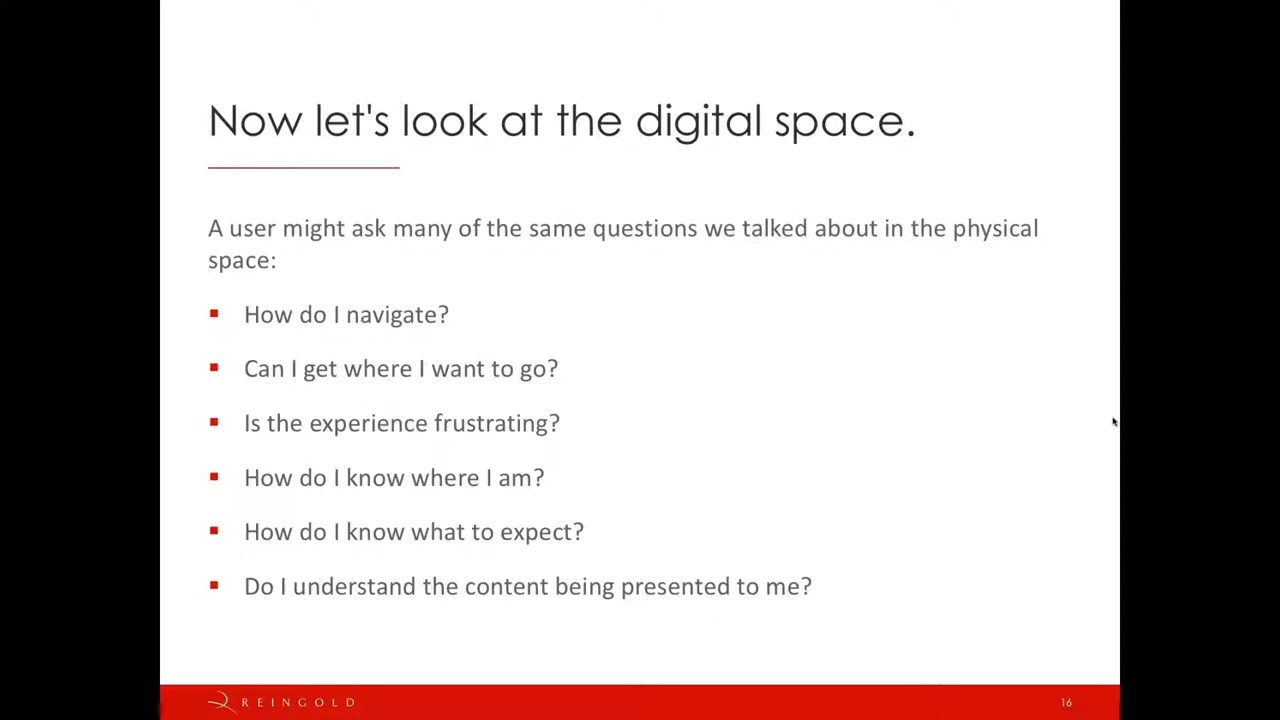 Now let's look at the digital space.
A user might ask many of the same questions we talked about in the physical
space:
▪ How do I navigate?
▪ Can I get where I want to go?
▪ Is the experience frustrating?
▪ How do I know where I am?
▪ How do I know what to expect?
▪ Do I understand the content being presented to me?
REINGOLD
16